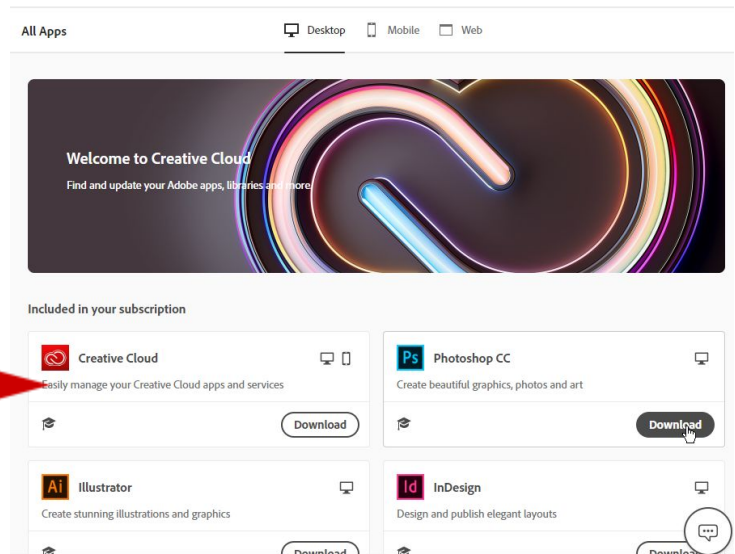 All Apps
Desktop
Mobile
Web
Welcome to Creative Cloud
Find and update your Adobe apps, libraries and more.
Included in your subscription
Creative Cloud
Easily manage your Creative Cloud apps and services
Download
Ps Photoshop CC
Create beautiful graphics, photos and art
Download
Ai Illustrator
Create stunning illustrations and graphics
Download
Id InDesign
Design and publish elegant layouts
Download